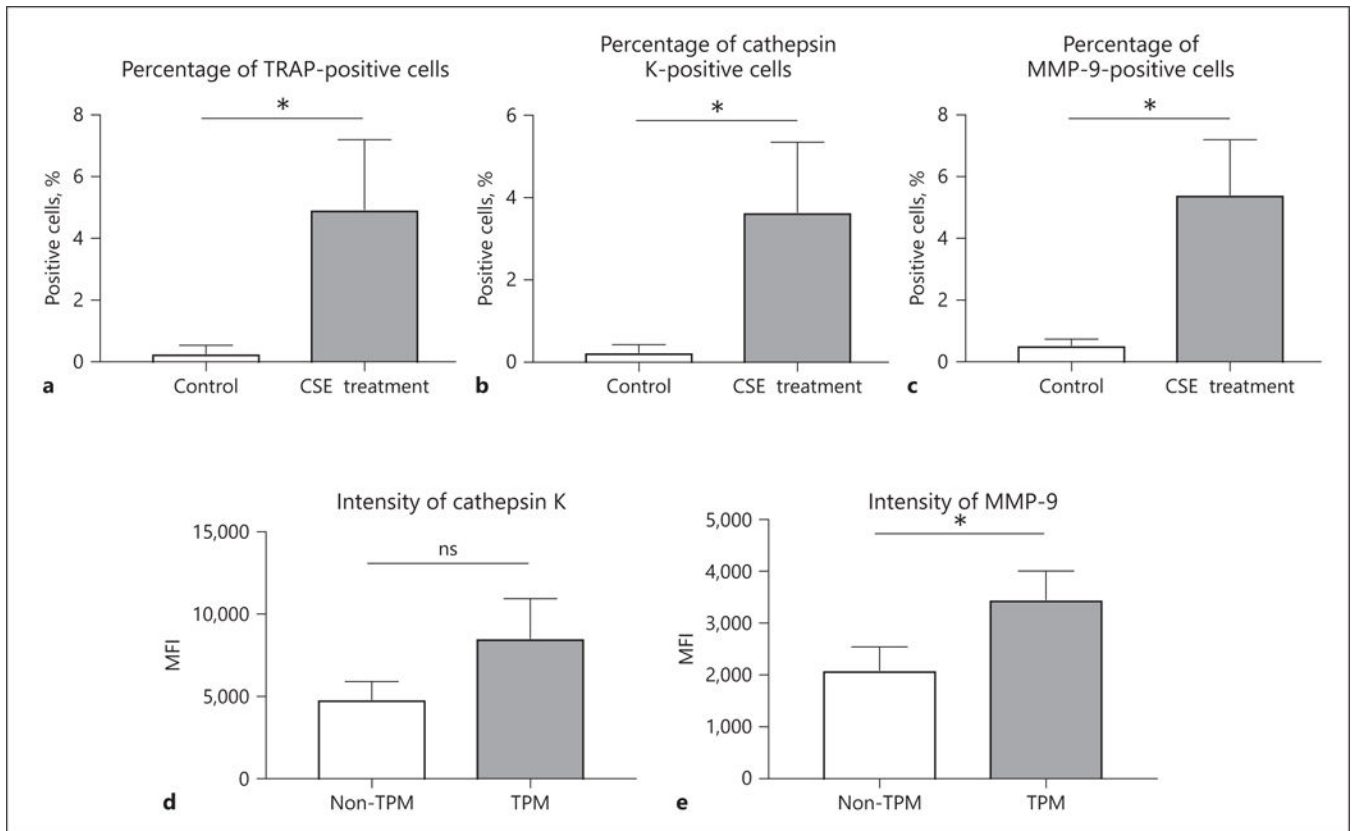 Percentage of TRAP-positive cells
8
6
4
2
0
Positive cells, %
*
Control
CSE treatment
a
Percentage of cathepsin
K-positive cells
6
4
2
0
Positive cells, %
*
Control
CSE treatment
b
Percentage of
MMP-9-positive cells
8
6
4
2
0
Positive cells, %
*
Control
CSE treatment
c
Intensity of cathepsin K
15,000
10,000
5,000
0
MFI
ns
Non-TPM
TPM
d
Intensity of MMP-9
5,000
4,000
3,000
2,000
1,000
0
MFI
*
Non-TPM
TPM
e